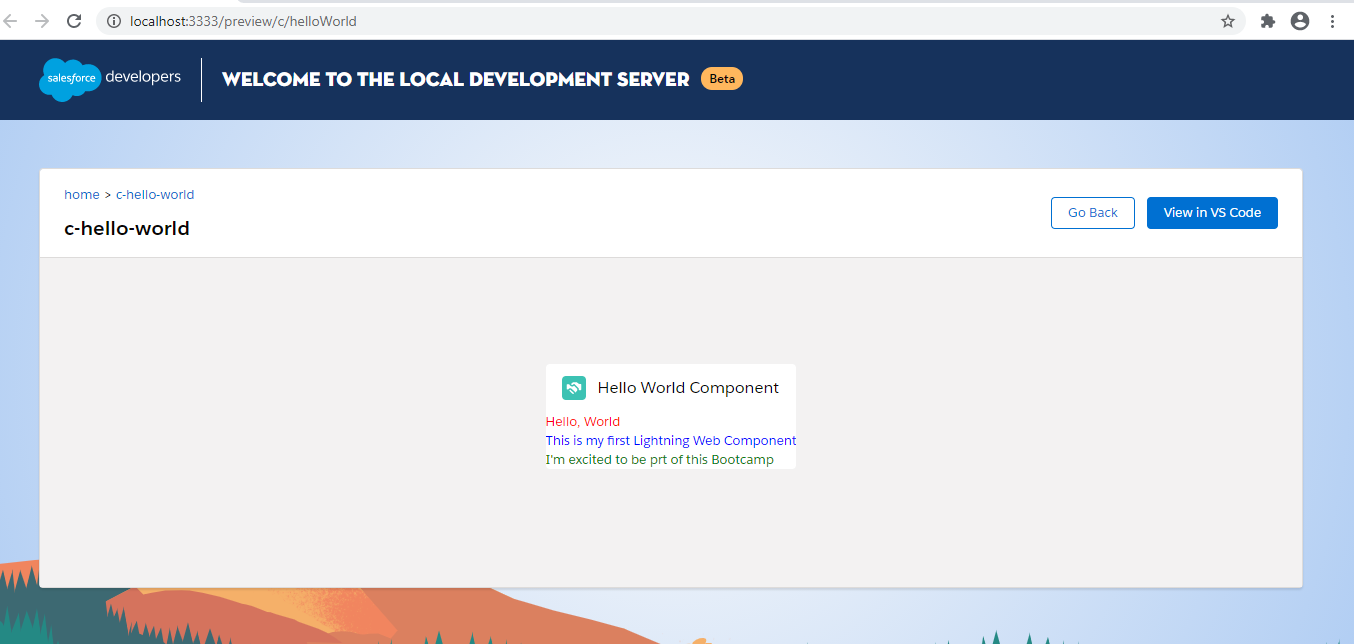 localhost:3333/preview/c/helloWorld
salesforce developers
WELCOME TO THE LOCAL DEVELOPMENT SERVER Beta
home > c-hello-world
c-hello-world
Go Back View in VS Code
Hello World Component
Hello, World
This is my first Lightning Web Component
I'm excited to be prt of this Bootcamp